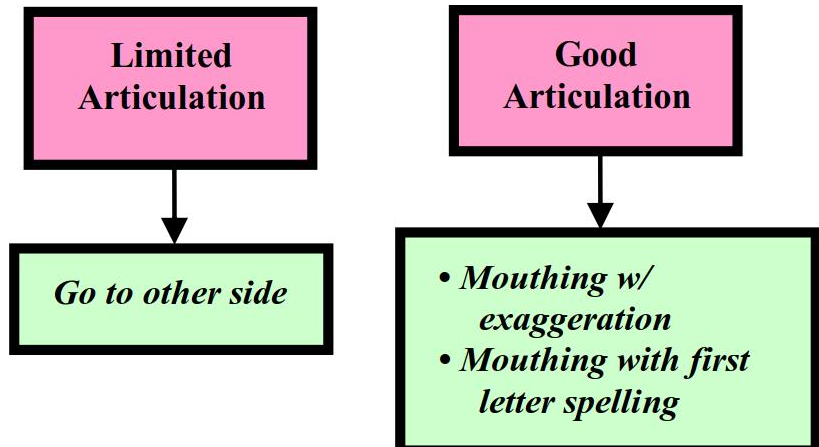 Limited
Articulation
Go to other side
Good
Articulation
• Mouthing w/
exaggeration
• Mouthing with first
letter spelling